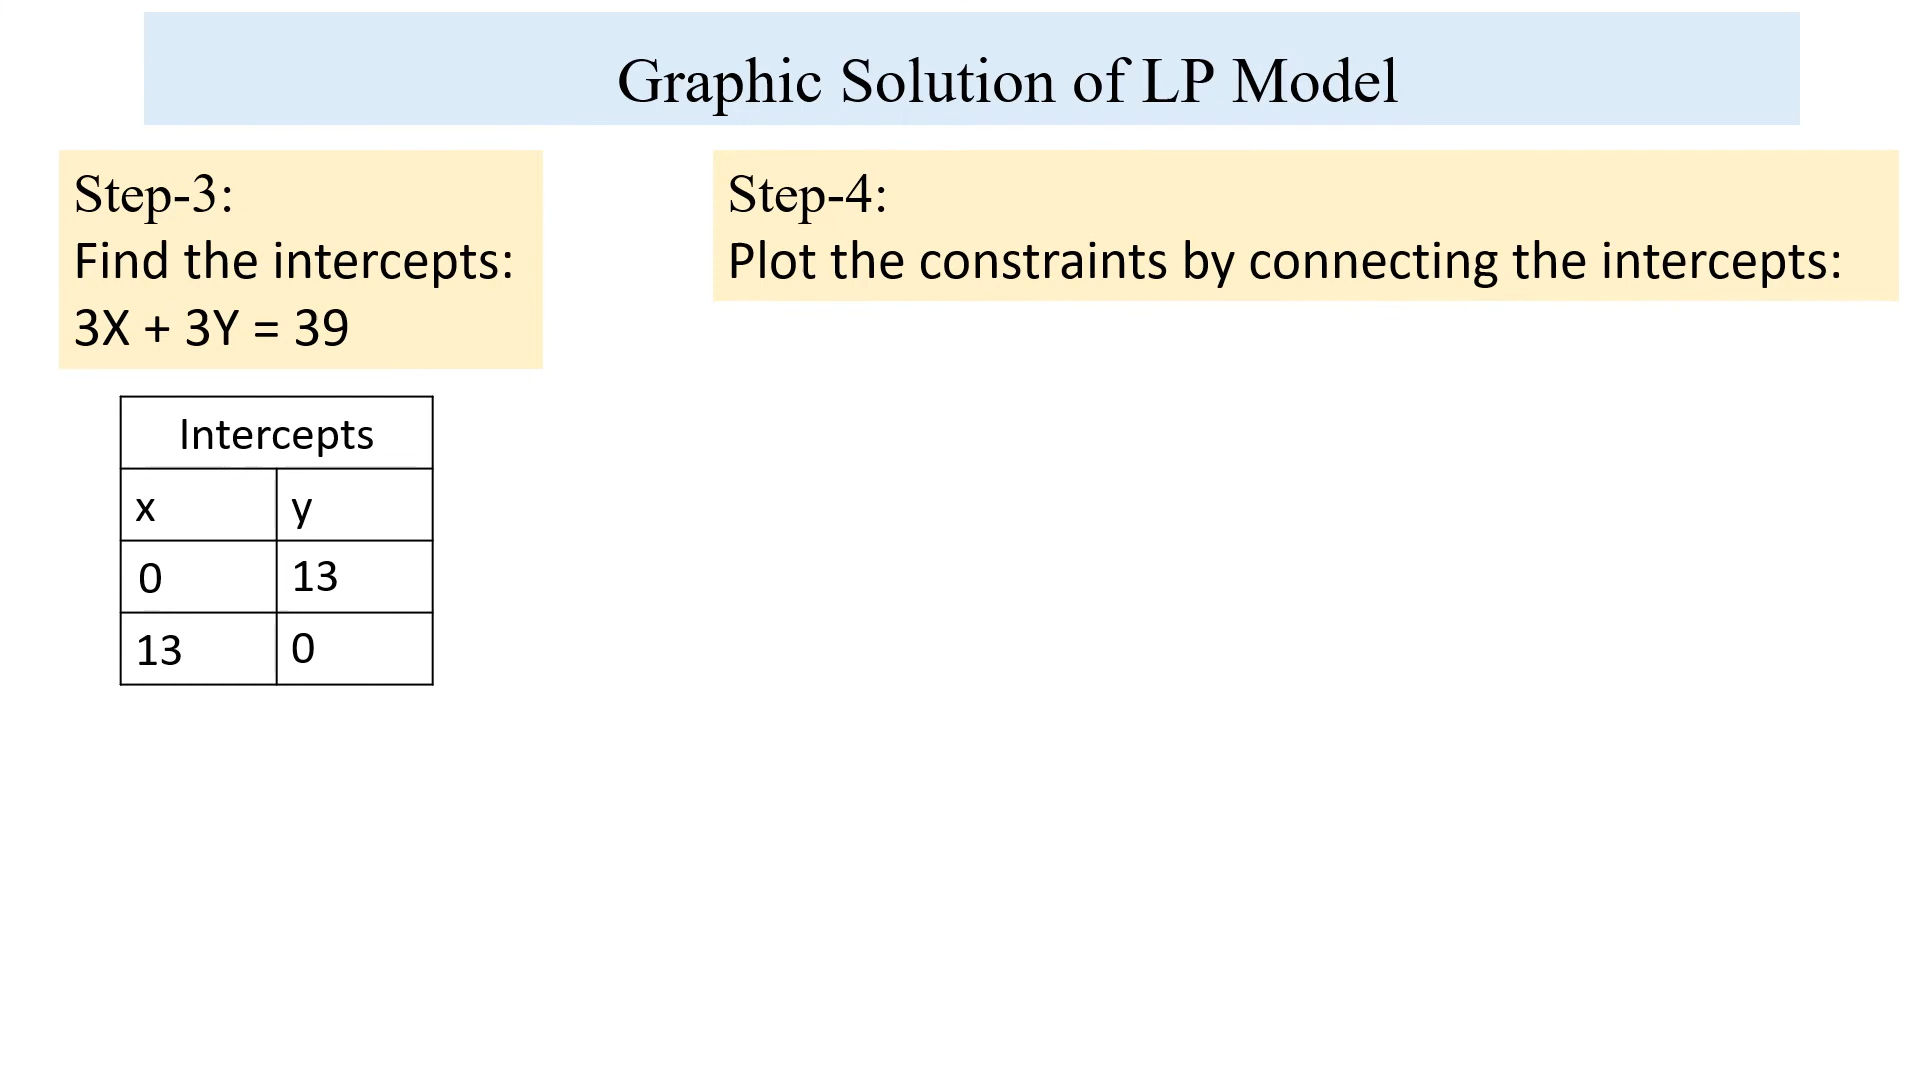 Graphic Solution of LP Model
Step-3:
Find the intercepts:
3X + 3Y = 39
Intercepts
x y
0 13
13 0
Step-4:
Plot the constraints by connecting the intercepts: